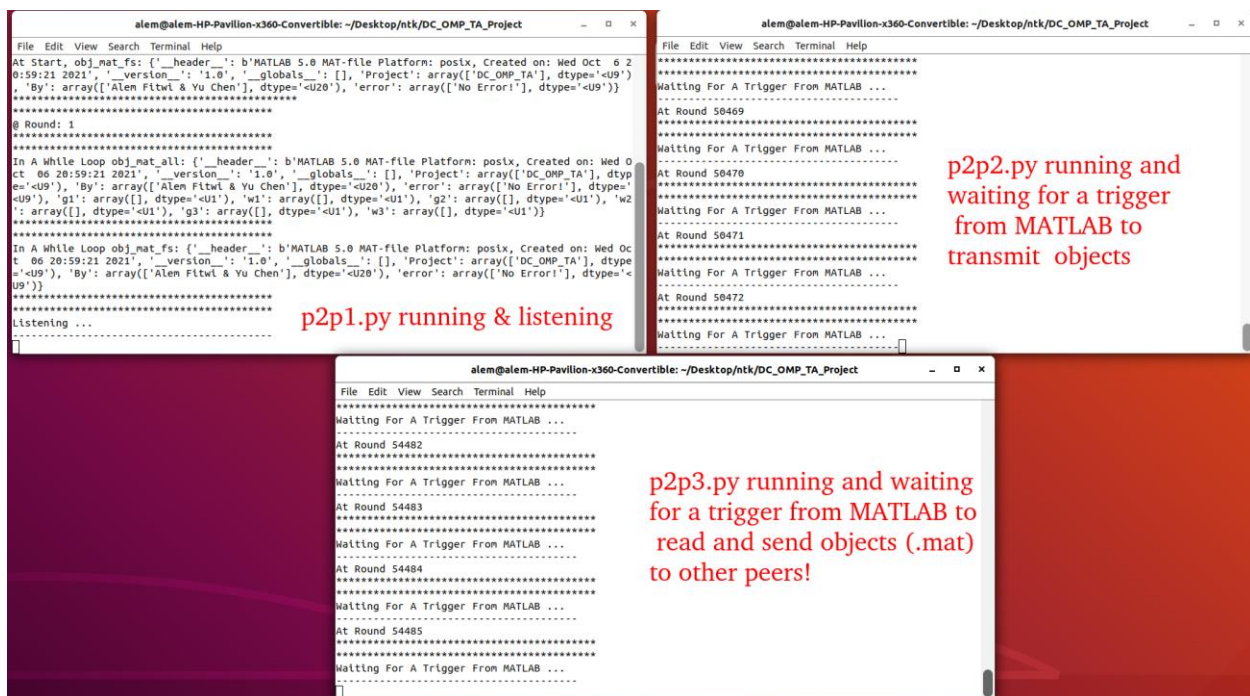 alem@alem-HP-Pavilion-x360-Convertible: ~/Desktop/ntk/DC_OMP_TA_Project
File Edit View Search Terminal Help
At Start, obj_mat_fs: {'__header__': b'MATLAB 5.0 MAT-file Platform: posix, Created on: Wed Oct  6 2
0:59:21 2021', '__version__': '1.0', '__globals__': [], 'Project': array(['DC_OMP_TA'], dtype='<U9')
, 'By': array(['Alem Fitwi & Yu Chen'], dtype='<U20'), 'error': array(['No Error!'], dtype='<U9')}
**********************************************
******************************************
@ Round: 1
******************************************
******************************************
In A While Loop obj_mat_all: {'__header__': b'MATLAB 5.0 MAT-file Platform: posix, Created on: Wed O
ct  06 20:59:21 2021', '__version__': '1.0', '__globals__': [], 'Project': array(['DC_OMP_TA'], dtyp
e='<U9'), 'By': array(['Alem Fitwi & Yu Chen'], dtype='<U20'), 'error': array(['No Error!'], dtype='
<U9'), 'g1': array([], dtype='<U1'), 'w1': array([], dtype='<U1'), 'g2': array([], dtype='<U1'), 'w2
': array([], dtype='<U1'), 'g3': array([], dtype='<U1'), 'w3': array([], dtype='<U1')}
******************************************
******************************************
In A While Loop obj_mat_fs: {'__header__': b'MATLAB 5.0 MAT-file Platform: posix, Created on: Wed Oc
t  06 20:59:21 2021', '__version__': '1.0', '__globals__': [], 'Project': array(['DC_OMP_TA'], dtype
='<U9'), 'By': array(['Alem Fitwi & Yu Chen'], dtype='<U20'), 'error': array(['No Error!'], dtype='<
U9')}
******************************************
******************************************
Listening ...
------------------------------------------
p2p1.py running & listening
alem@alem-HP-Pavilion-x360-Convertible: ~/Desktop/ntk/DC_OMP_TA_Project
File Edit View Search Terminal Help
******************************************
******************************************
Waiting For A Trigger From MATLAB ...
---------------------------------------
At Round 50469
******************************************
******************************************
Waiting For A Trigger From MATLAB ...
---------------------------------------
At Round 50470
******************************************
******************************************
Waiting For A Trigger From MATLAB ...
---------------------------------------
At Round 50471
******************************************
******************************************
Waiting For A Trigger From MATLAB ...
---------------------------------------
At Round 50472
******************************************
******************************************
Waiting For A Trigger From MATLAB ...
---------------------------------------
p2p2.py running and
waiting for a trigger
from MATLAB to
transmit objects
alem@alem-HP-Pavilion-x360-Convertible: ~/Desktop/ntk/DC_OMP_TA_Project
File Edit View Search Terminal Help
******************************************
Waiting For A Trigger From MATLAB ...
---------------------------------------
At Round 54482
******************************************
******************************************
Waiting For A Trigger From MATLAB ...
---------------------------------------
At Round 54483
******************************************
******************************************
Waiting For A Trigger From MATLAB ...
---------------------------------------
At Round 54484
******************************************
******************************************
Waiting For A Trigger From MATLAB ...
---------------------------------------
At Round 54485
******************************************
******************************************
Waiting For A Trigger From MATLAB ...
---------------------------------------
p2p3.py running and waiting
for a trigger from MATLAB to
read and send objects (.mat)
to other peers!